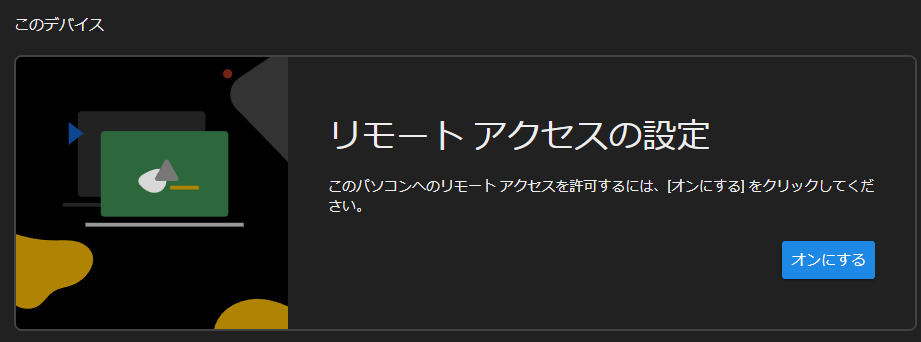 このデバイス
リモート アクセスの設定
このパソコンへのリモート アクセスを許可するには、[オンにする] をクリックしてくだ
さい。
オンにする